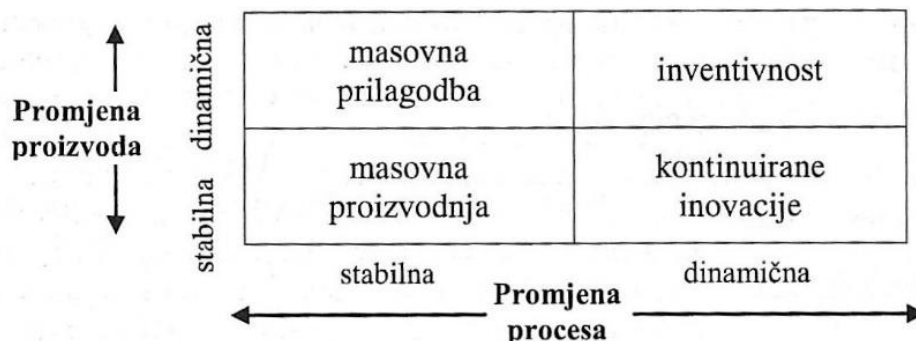 Promjena
proizvoda
dinamična
stabilna
masovna
prilagodba
inventivnost
masovna
proizvodnja
kontinuirane
inovacije
stabilna
dinamična
Promjena
procesa